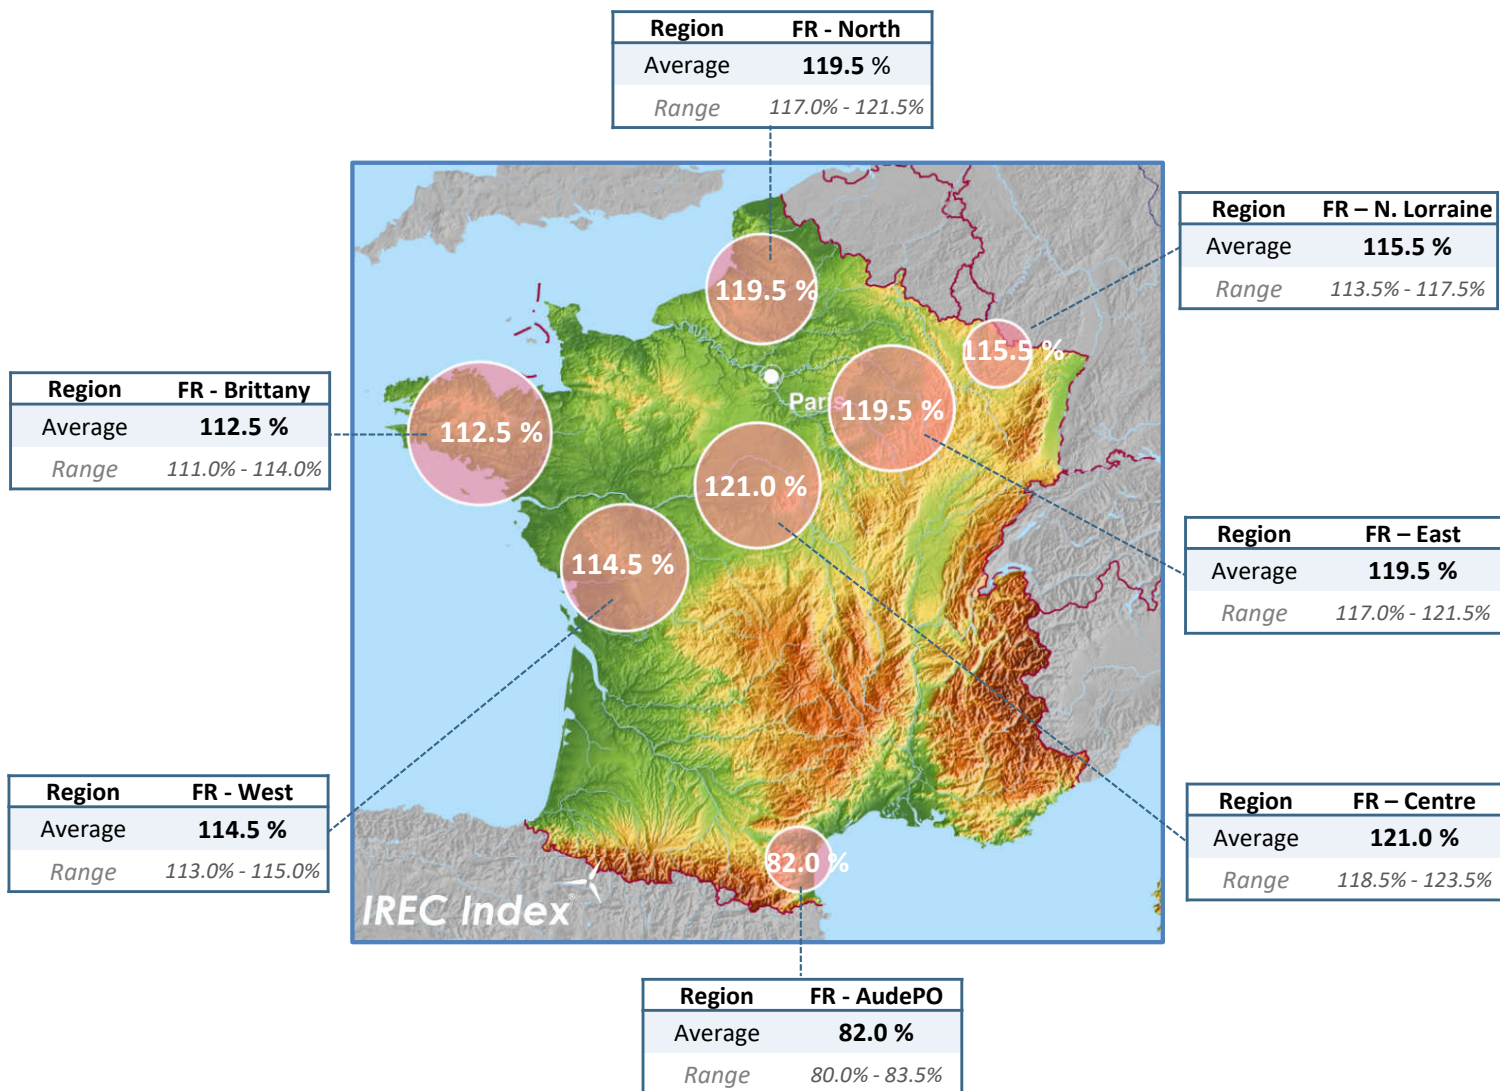 Region FR - North
Average 119.5 %
Range 117.0% - 121.5%
Region FR – N. Lorraine
Average 115.5 %
Range 113.5% - 117.5%
119.5 %
115.5 %
Paris
Region FR - Brittany
Average 112.5 %
Range 111.0% - 114.0%
112.5 %
119.5 %
121.0 %
114.5 %
Region FR – East
Average 119.5 %
Range 117.0% - 121.5%
Region FR - West
Average 114.5 %
Range 113.0% - 115.0%
Region FR – Centre
Average 121.0 %
Range 118.5% - 123.5%
82.0 %
IREC Index®
Region FR - AudePO
Average 82.0 %
Range 80.0% - 83.5%